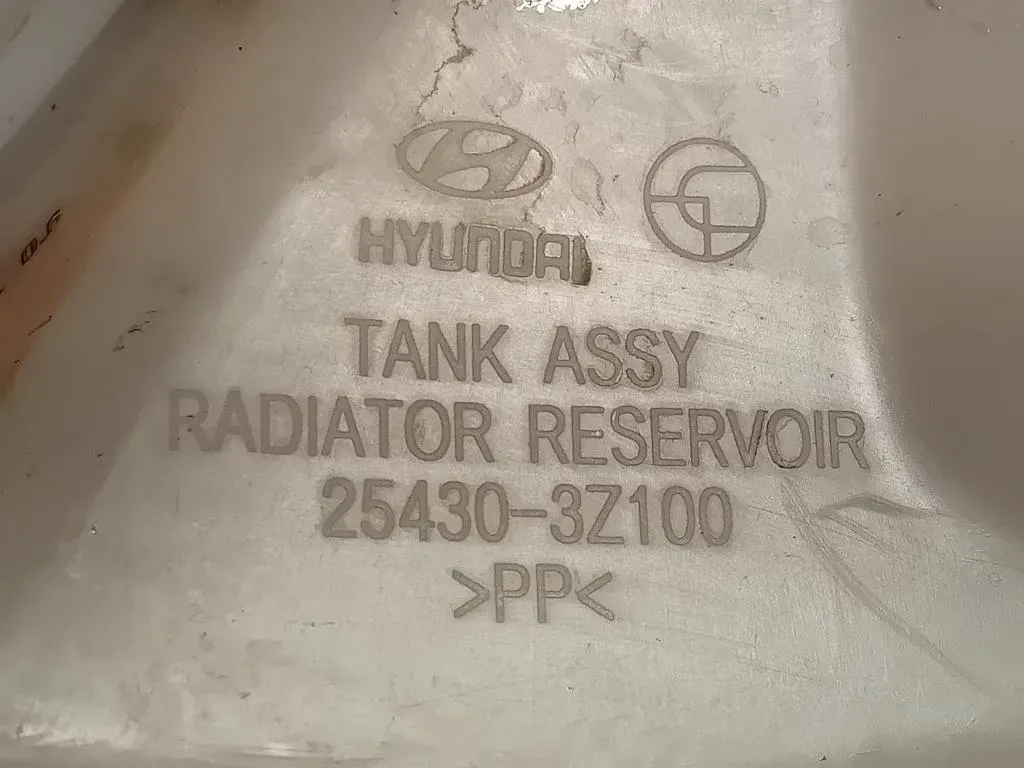 HYUNDAI
TANK ASSY
RADIATOR RESERVOIR
25430-3Z100
>PP<